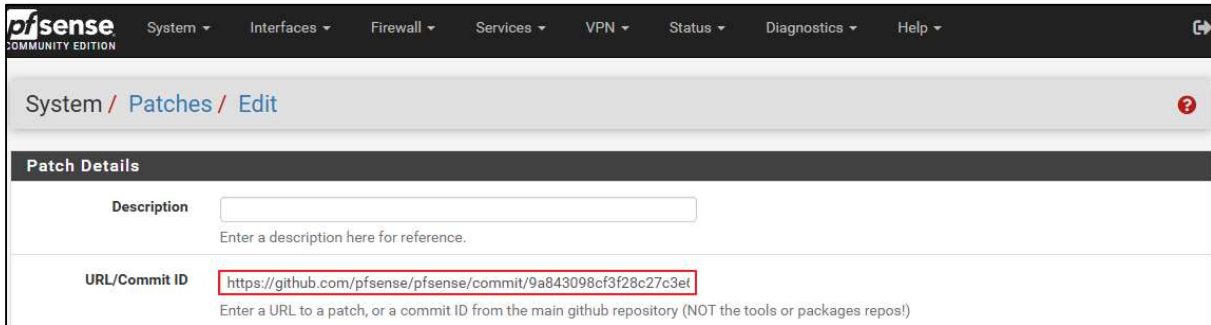 pfsense System Interfaces Firewall Services VPN Status Diagnostics Help
COMMUNITY EDITION
System / Patches / Edit
Patch Details
Description
Enter a description here for reference.
URL/Commit ID https://github.com/pfsense/pfsense/commit/9a843098cf3f28c27c3e
Enter a URL to a patch, or a commit ID from the main github repository (NOT the tools or packages repos!)